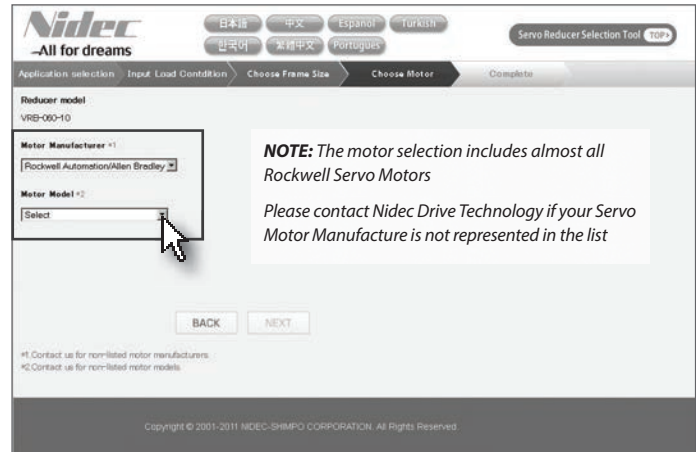 Nidec
-All for dreams
日本語 中文 Español Turkish
한국어 繁體中文 Portugues
Servo Reducer Selection Tool TOP
Application selection Input Load Contdition Choose Frame Size Choose Motor Complete
Reducer model
VRB-060-10
Motor Manufacturer *1
Rockwell Automation/Allen Bredley
Motor Model *2
Select
NOTE: The motor selection includes almost all
Rockwell Servo Motors
Please contact Nidec Drive Technology if your Servo
Motor Manufacture is not represented in the list
BACK NEXT
*1.Contact us for non-listed motor manufacturers.
*2.Contact us for non-listed motor models.
Copyright © 2001-2011 NIDEC-SHIMPO CORPORATION. All Rights Reserved.